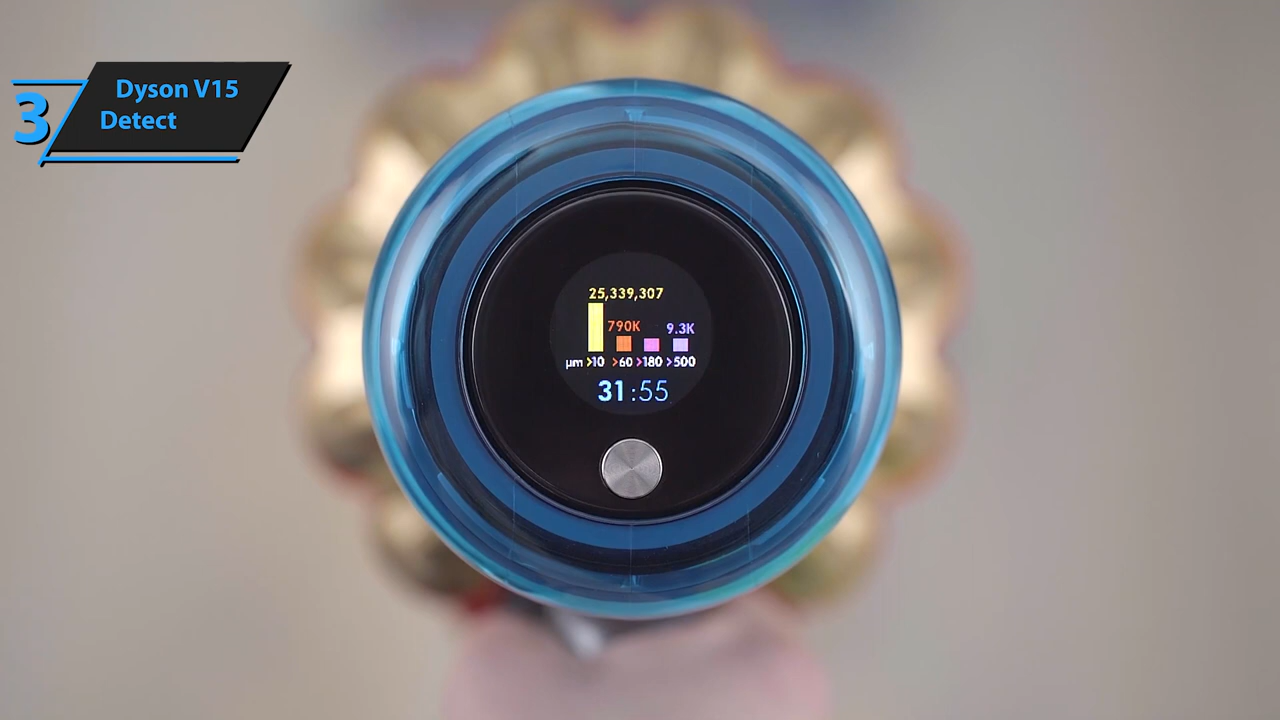 3
Dyson V15
Detect
25,339,307
790K
9.3K
μm >10 >60 >180 >500
31:55